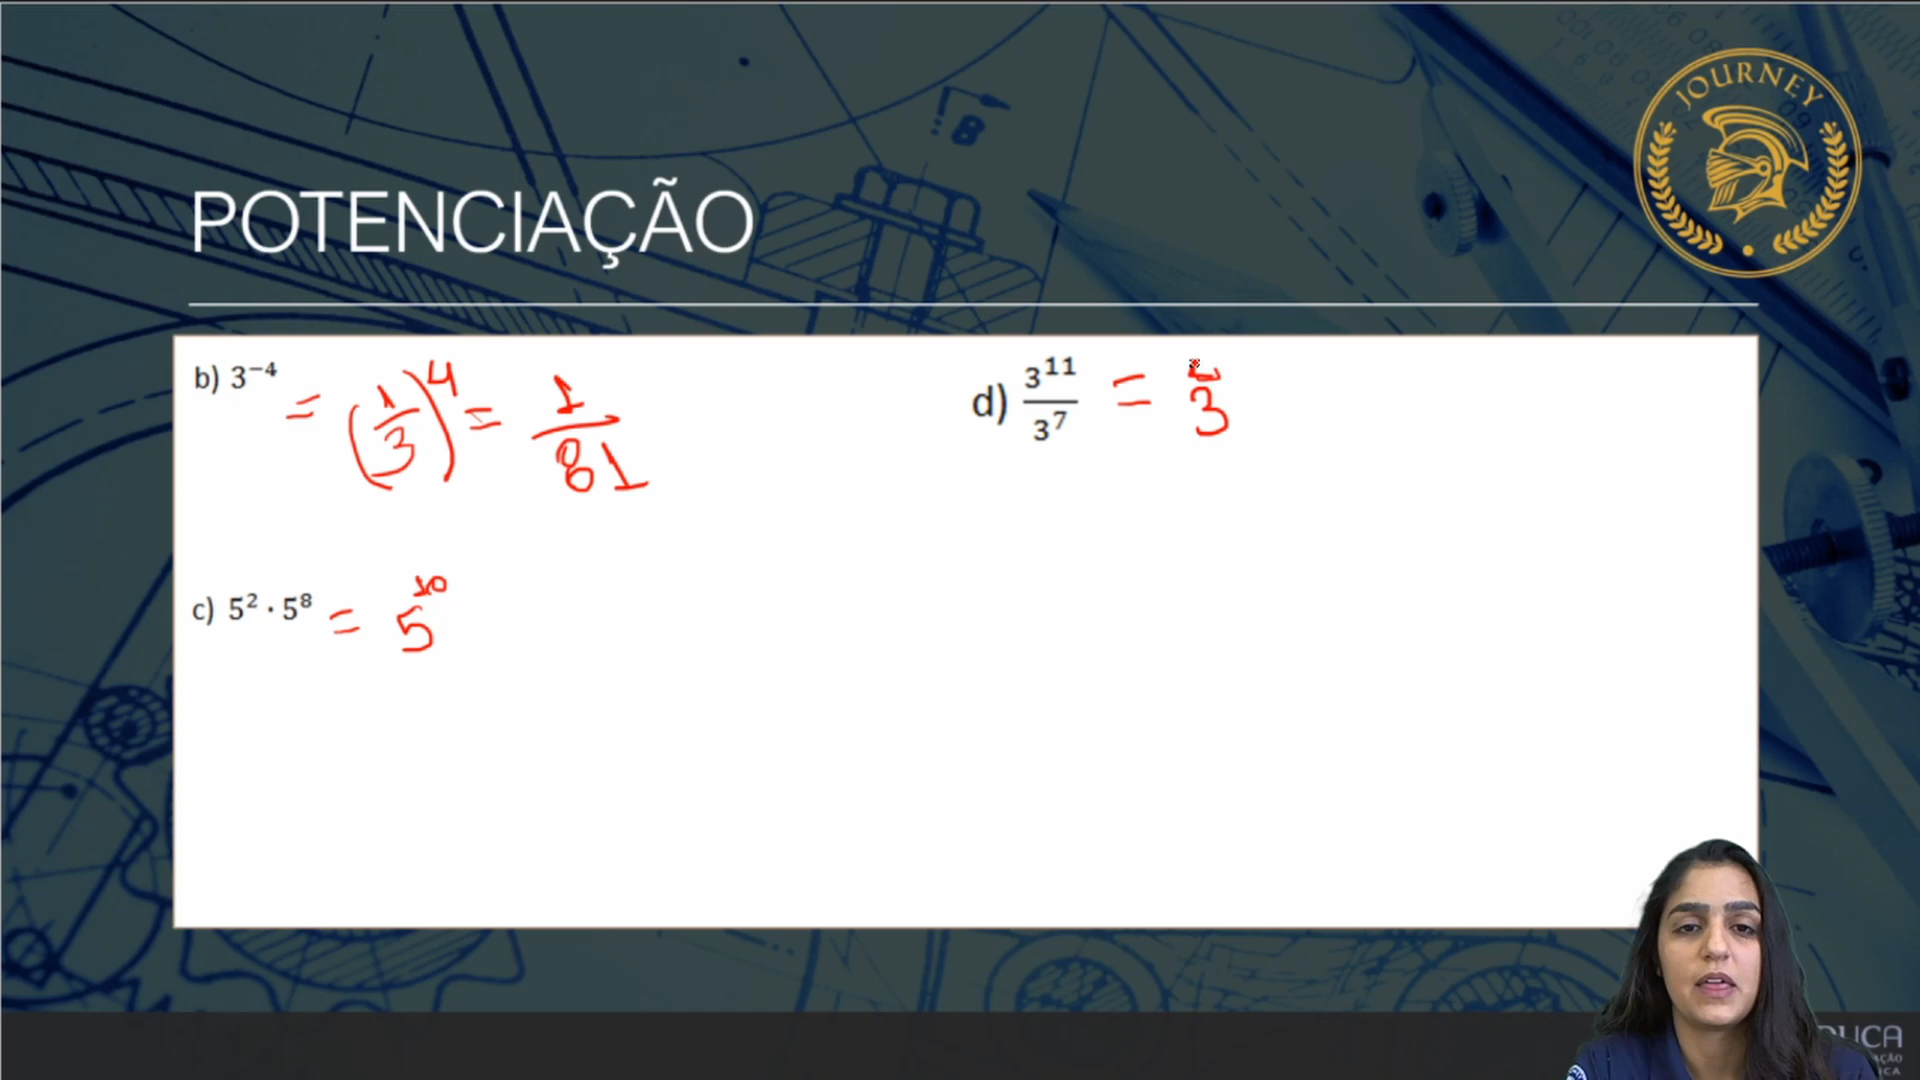 JOURNEY
B
POTENCIAÇÃO
b) 3⁻⁴ = (1/3)⁴ = 1/81
d) 3¹¹/3⁷ = 3
c) 5² · 5⁸ = 5¹⁰